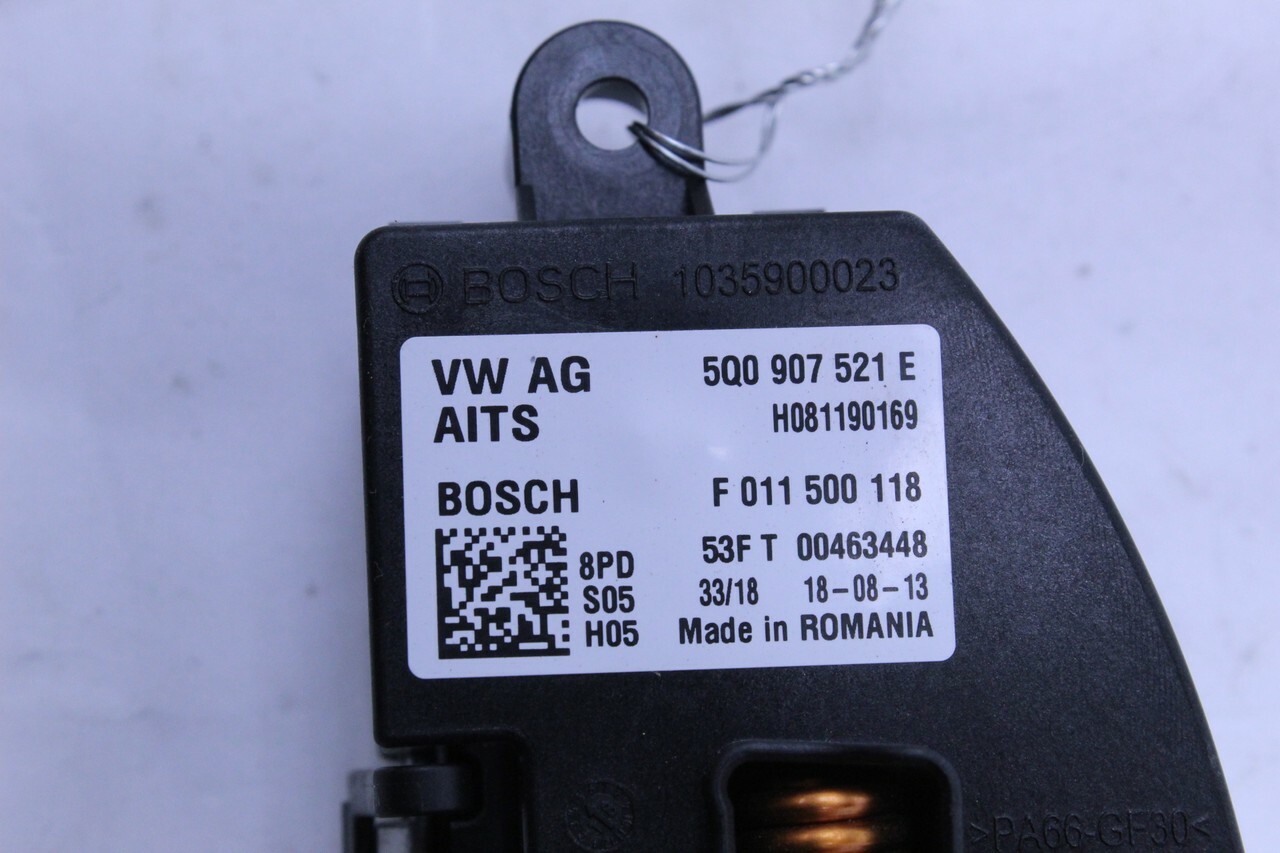 BOSCH 1035900023
VW AG 5Q0 907 521 E
AITS H081190169
BOSCH F 011 500 118
8PD 53F T 00463448
S05 33/18 18-08-13
H05 Made in ROMANIA
>PA66-GF30<